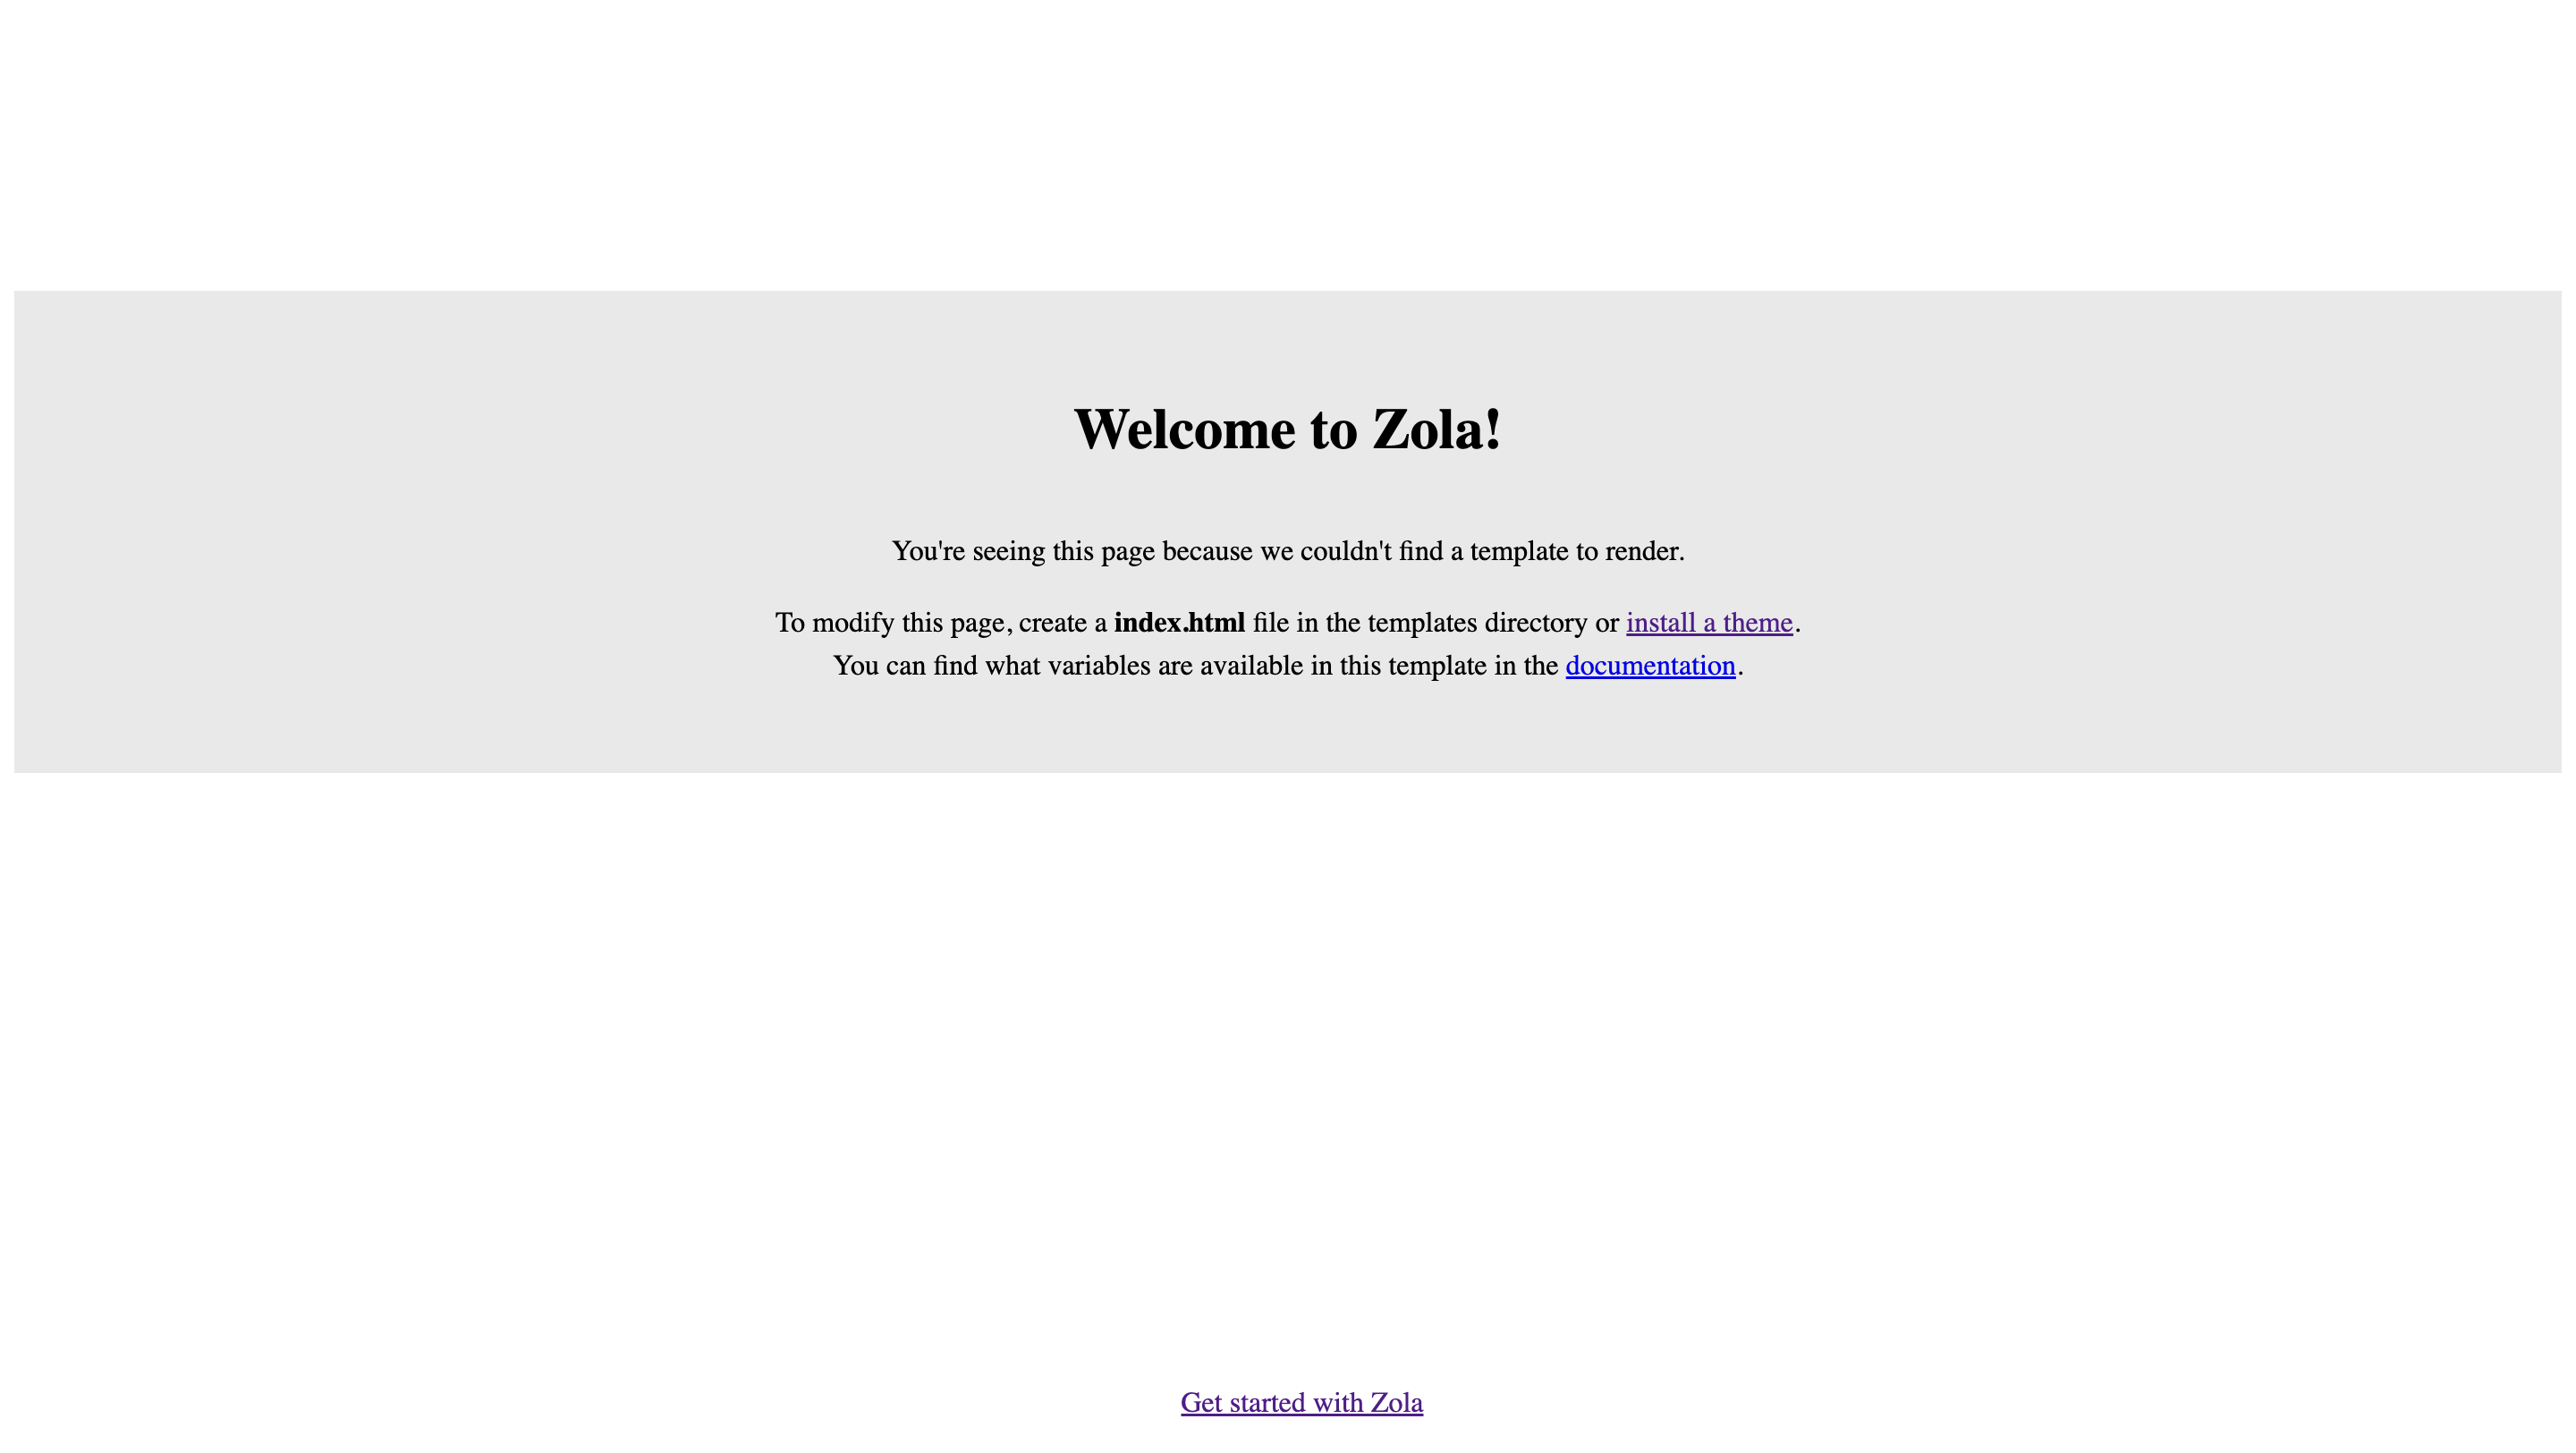 Welcome to Zola!
You're seeing this page because we couldn't find a template to render.
To modify this page, create a index.html file in the templates directory or install a theme.
You can find what variables are available in this template in the documentation.
Get started with Zola